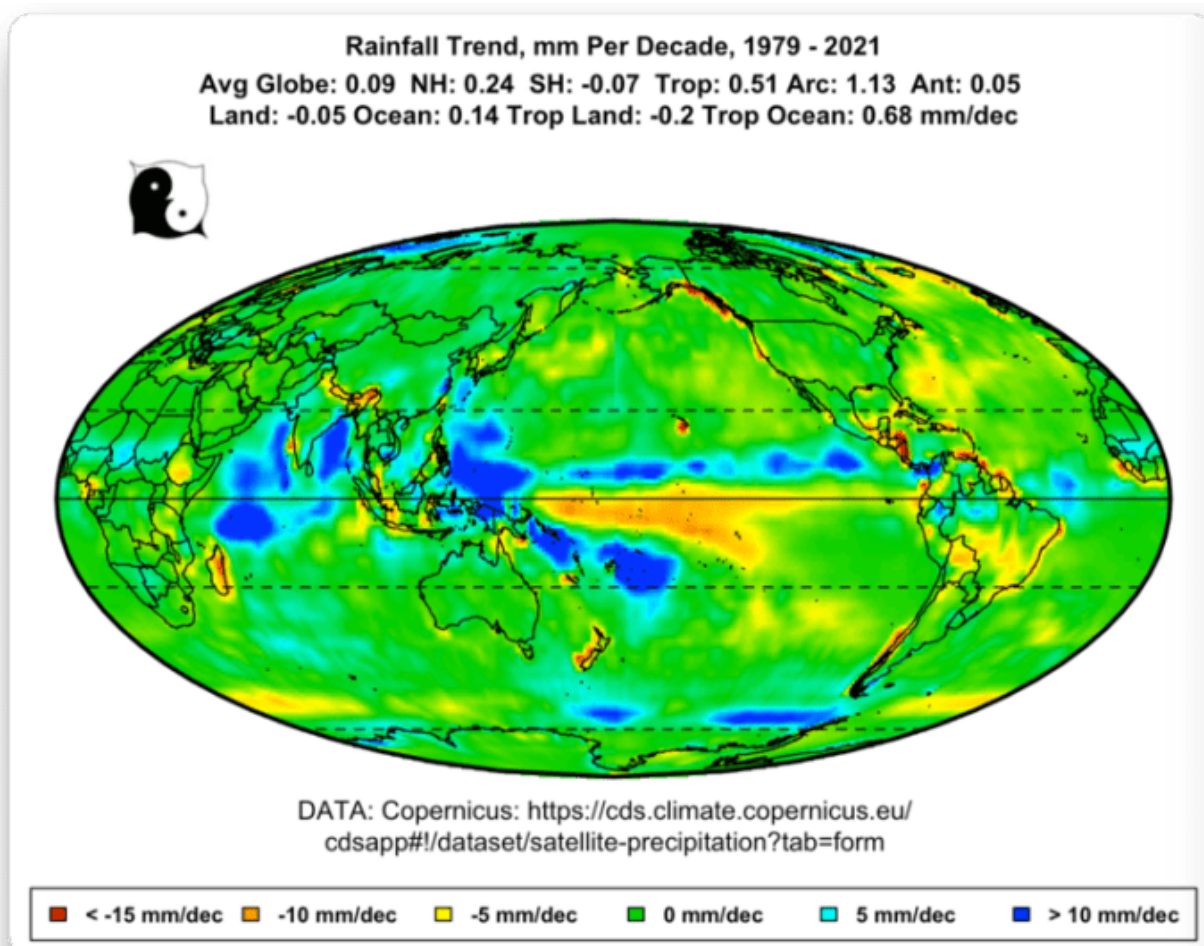 Rainfall Trend, mm Per Decade, 1979 - 2021
Avg Globe: 0.09 NH: 0.24 SH: -0.07 Trop: 0.51 Arc: 1.13 Ant: 0.05
Land: -0.05 Ocean: 0.14 Trop Land: -0.2 Trop Ocean: 0.68 mm/dec
DATA: Copernicus: https://cds.climate.copernicus.eu/
cdsapp#!/dataset/satellite-precipitation?tab=form
< -15 mm/dec -10 mm/dec -5 mm/dec 0 mm/dec 5 mm/dec > 10 mm/dec